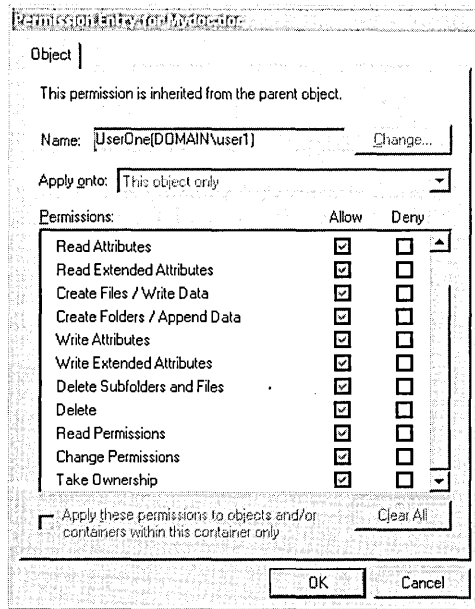 Permission Entry for Mydoc.doc
Object
This permission is inherited from the parent object.
Name: UserOne(DOMAIN\user1) Change...
Apply onto: This object only
Permissions: Allow Deny
Read Attributes
Read Extended Attributes
Create Files / Write Data
Create Folders / Append Data
Write Attributes
Write Extended Attributes
Delete Subfolders and Files
Delete
Read Permissions
Change Permissions
Take Ownership
Apply these permissions to objects and/or
containers within this container only
Clear All
OK Cancel